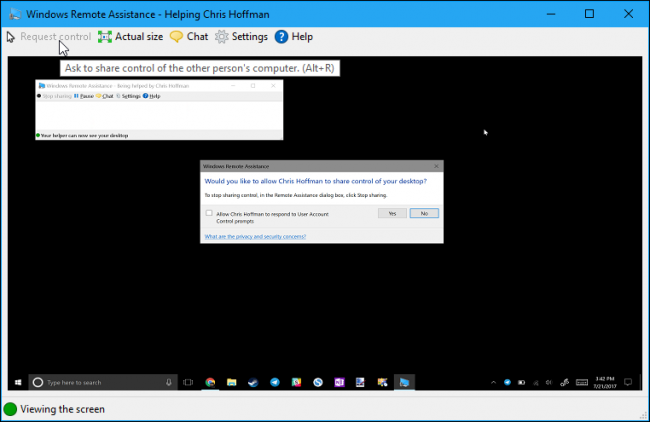 Windows Remote Assistance - Helping Chris Hoffman
Request control Actual size Chat Settings Help
Ask to share control of the other person's computer. (Alt+R)
Windows Remote Assistance - Being helped by Chris Hoffman
Stop sharing Pause Chat Settings Help
Your helper can now see your desktop
Windows Remote Assistance
Would you like to allow Chris Hoffman to share control of your desktop?
To stop sharing control, in the Remote Assistance dialog box, click Stop sharing.
Allow Chris Hoffman to respond to User Account
Control prompts
Yes No
What are the privacy and security concerns?
Type here to search
3:42 PM
7/21/2017
Viewing the screen